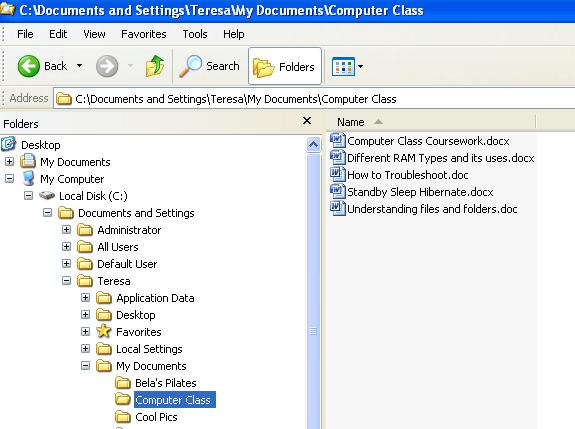 C:\Documents and Settings\Teresa\My Documents\Computer Class
File Edit View Favorites Tools Help
Back Search Folders
Address C:\Documents and Settings\Teresa\My Documents\Computer Class
Folders
Desktop
My Documents
My Computer
Local Disk (C:)
Documents and Settings
Administrator
All Users
Default User
Teresa
Application Data
Desktop
Favorites
Local Settings
My Documents
Bela's Pilates
Computer Class
Cool Pics
Name
Computer Class Coursework.docx
Different RAM Types and its uses.docx
How to Troubleshoot.doc
Standby Sleep Hibernate.docx
Understanding files and folders.doc